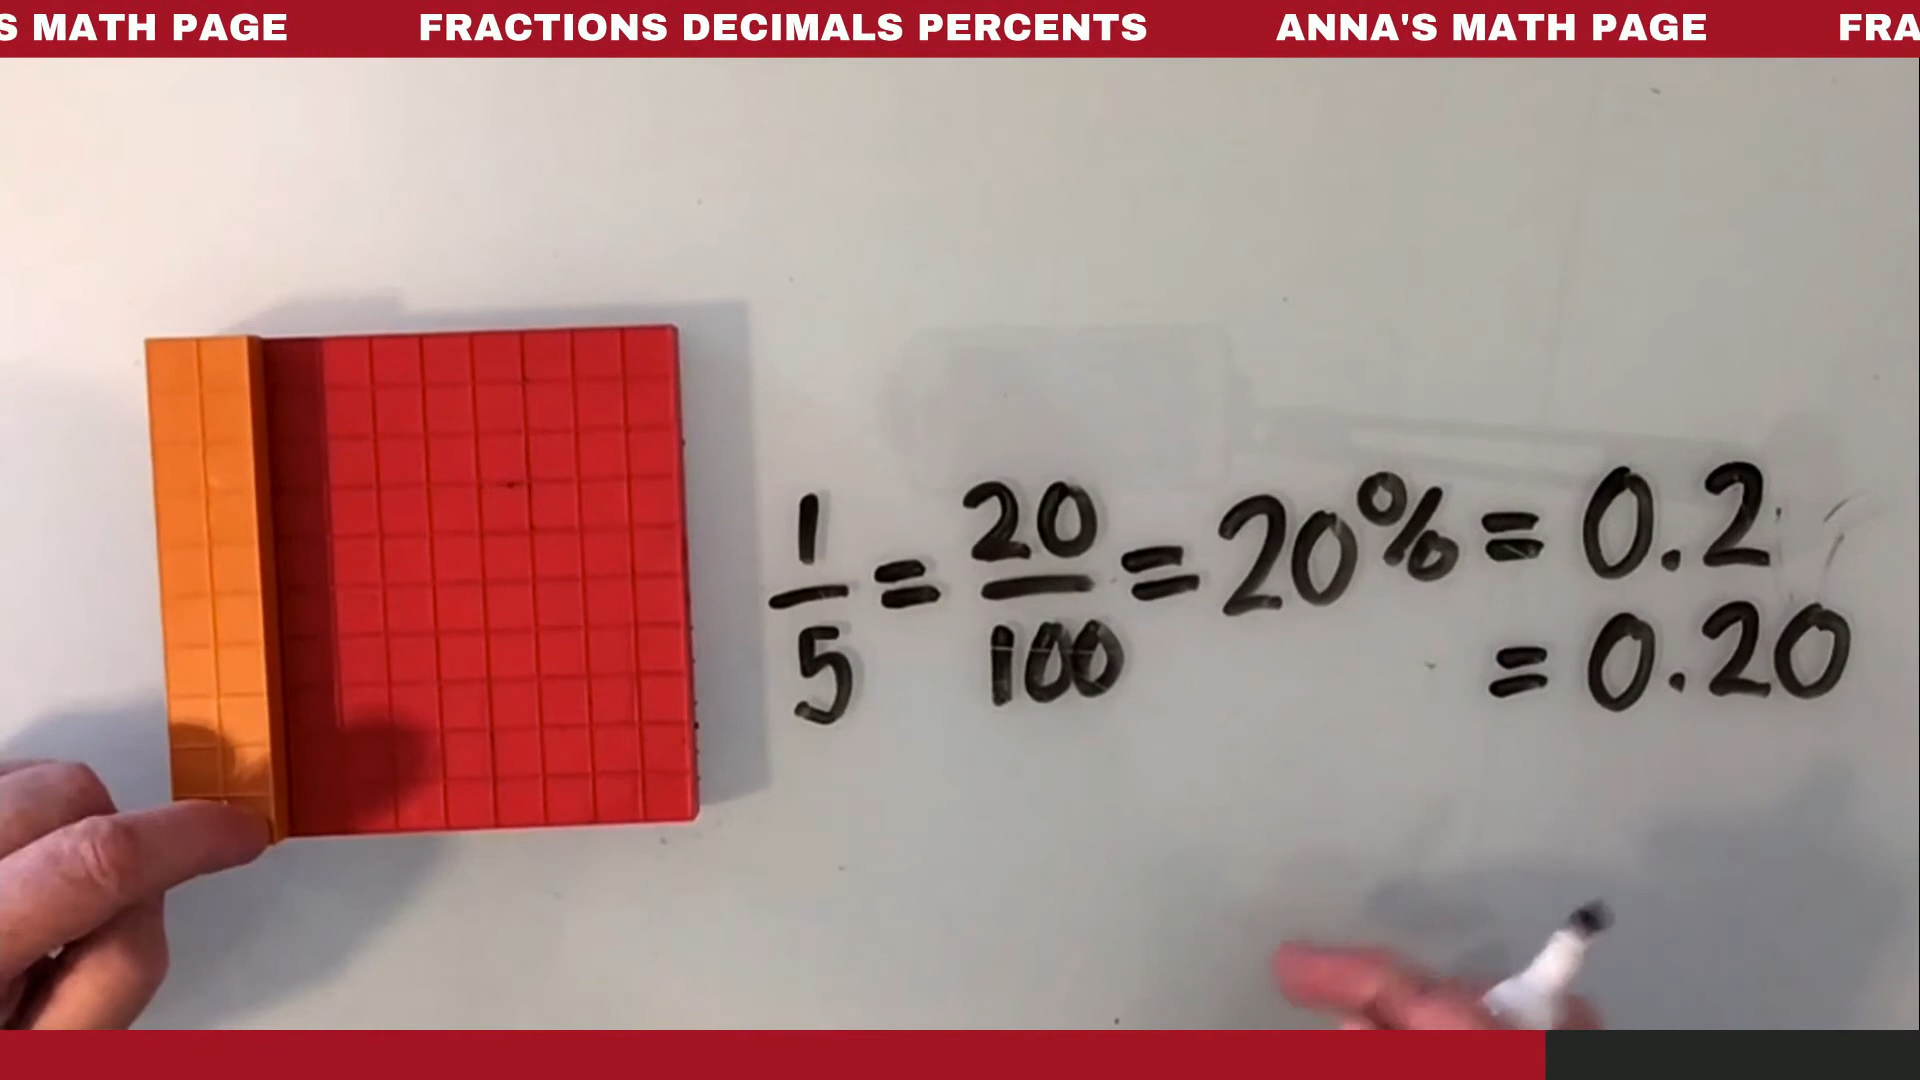 S MATH PAGE FRACTIONS DECIMALS PERCENTS ANNA'S MATH PAGE FRA
1/5 = 20/100 = 20% = 0.2
= 0.20